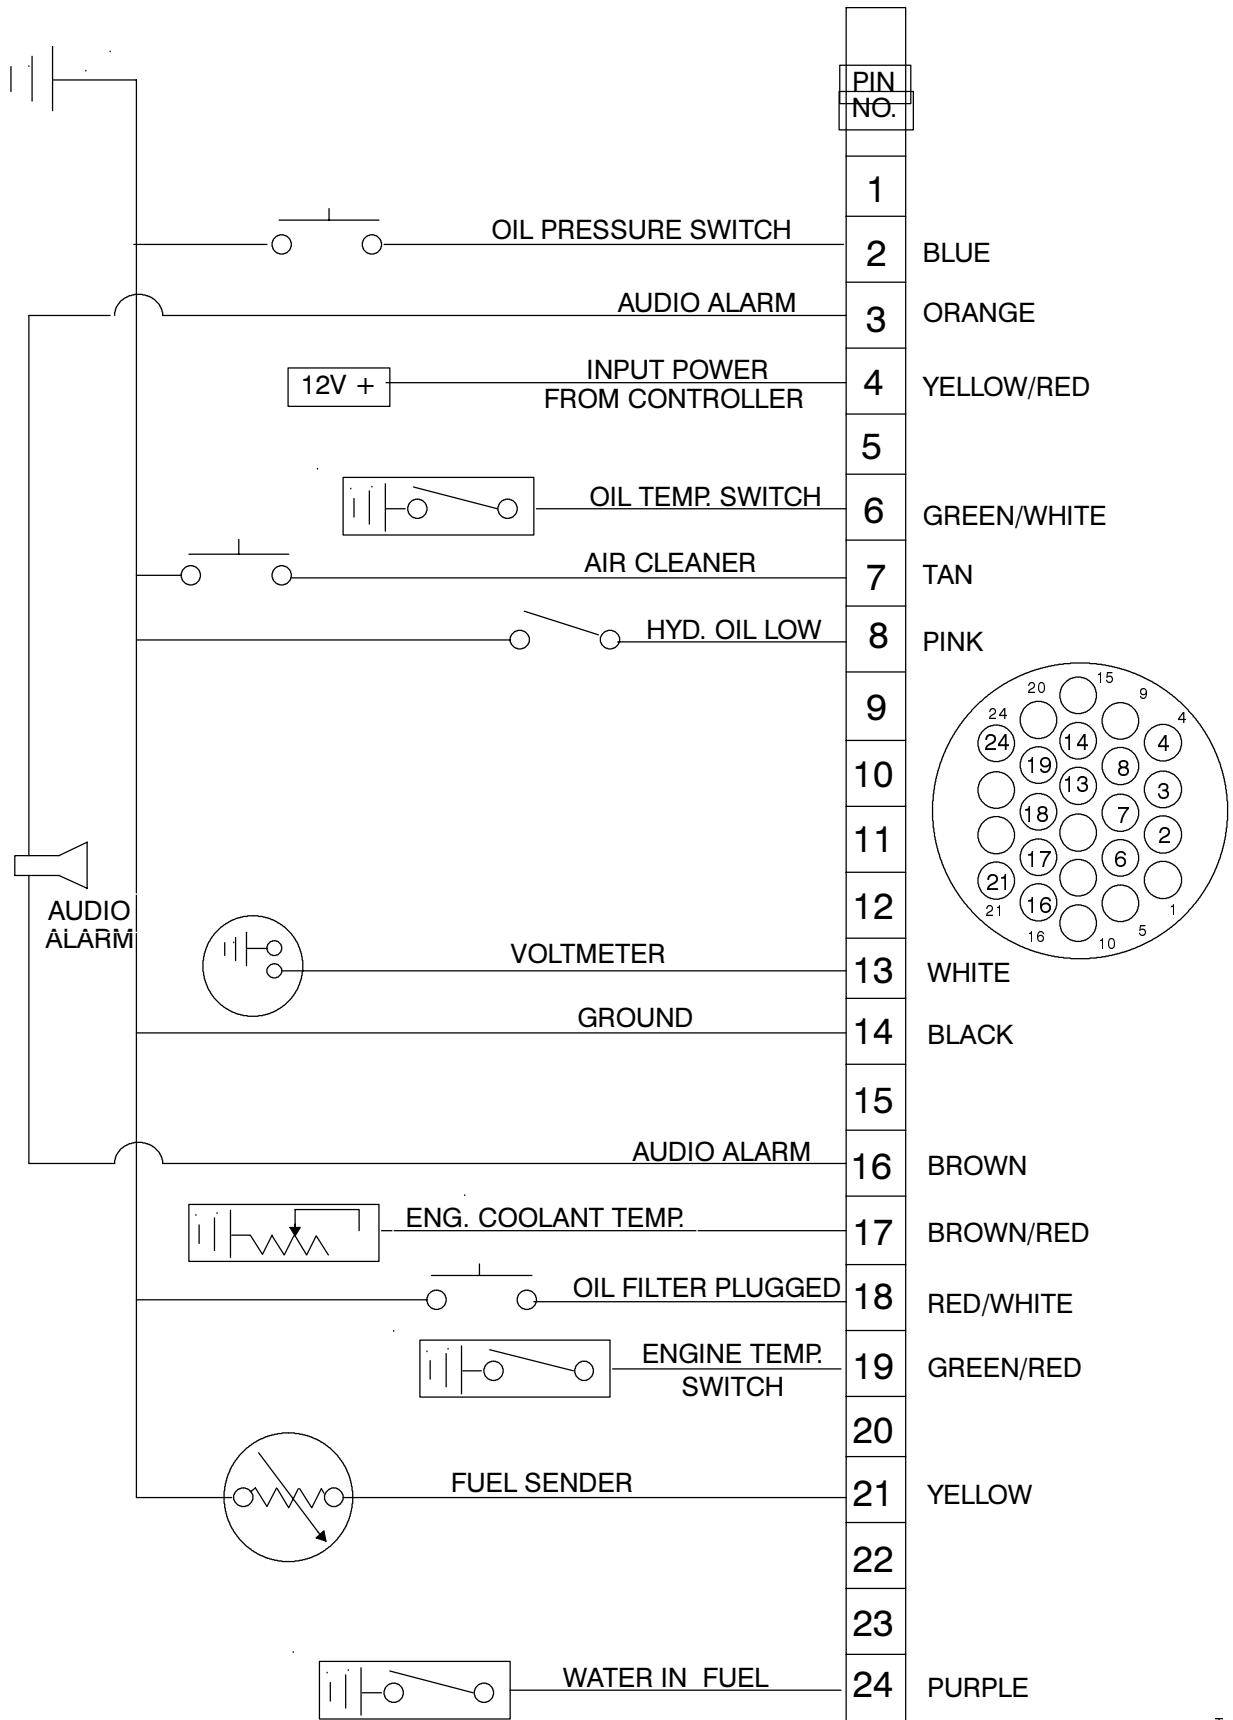 PIN
NO.
1
OIL PRESSURE SWITCH
2 BLUE
AUDIO ALARM
3 ORANGE
12V +
INPUT POWER
FROM CONTROLLER
4 YELLOW/RED
5
OIL TEMP. SWITCH
6 GREEN/WHITE
AIR CLEANER
7 TAN
HYD. OIL LOW
8 PINK
9
10
11
12
AUDIO
ALARM
VOLTMETER
13 WHITE
GROUND
14 BLACK
15
AUDIO ALARM
16 BROWN
ENG. COOLANT TEMP.
17 BROWN/RED
OIL FILTER PLUGGED
18 RED/WHITE
ENGINE TEMP.
SWITCH
19 GREEN/RED
20
FUEL SENDER
21 YELLOW
22
23
WATER IN FUEL
24 PURPLE
15
20 9
24 4
24 14 4
19 8
13 3
18 7
2
17 6
21
16
21 1
16 10 5